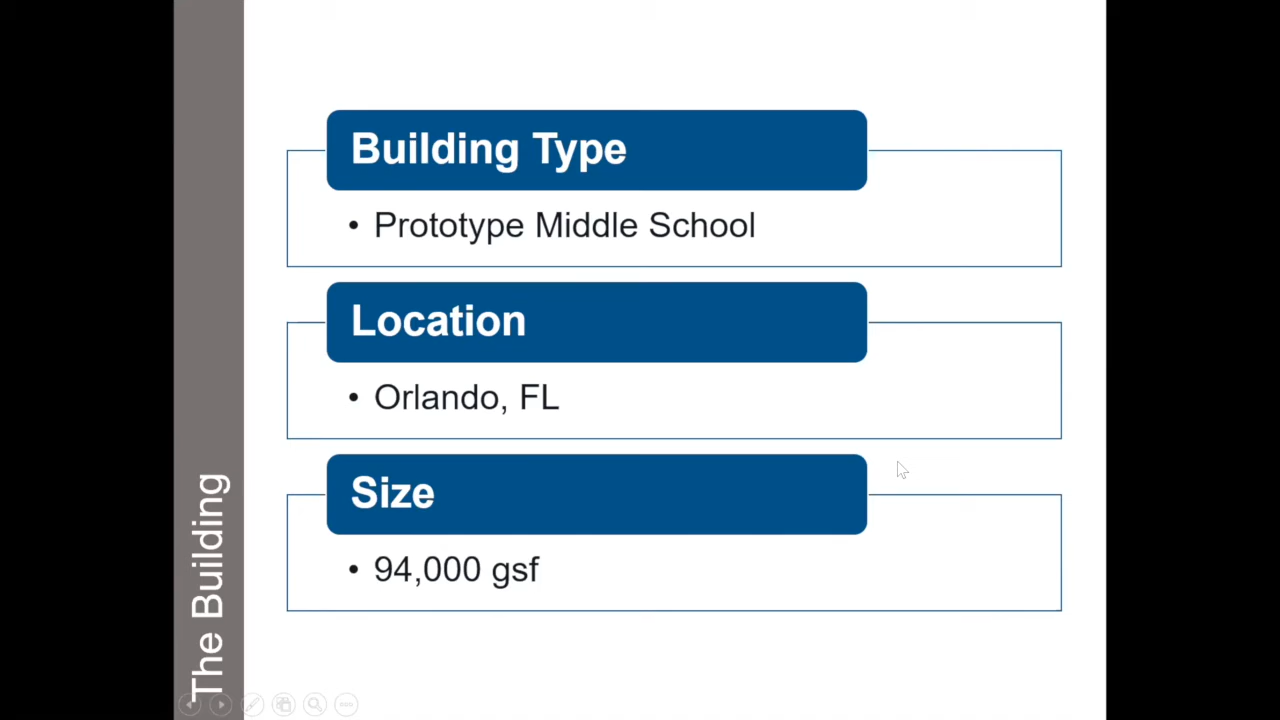 Building Type
• Prototype Middle School
Location
• Orlando, FL
Size
• 94,000 gsf
The Building